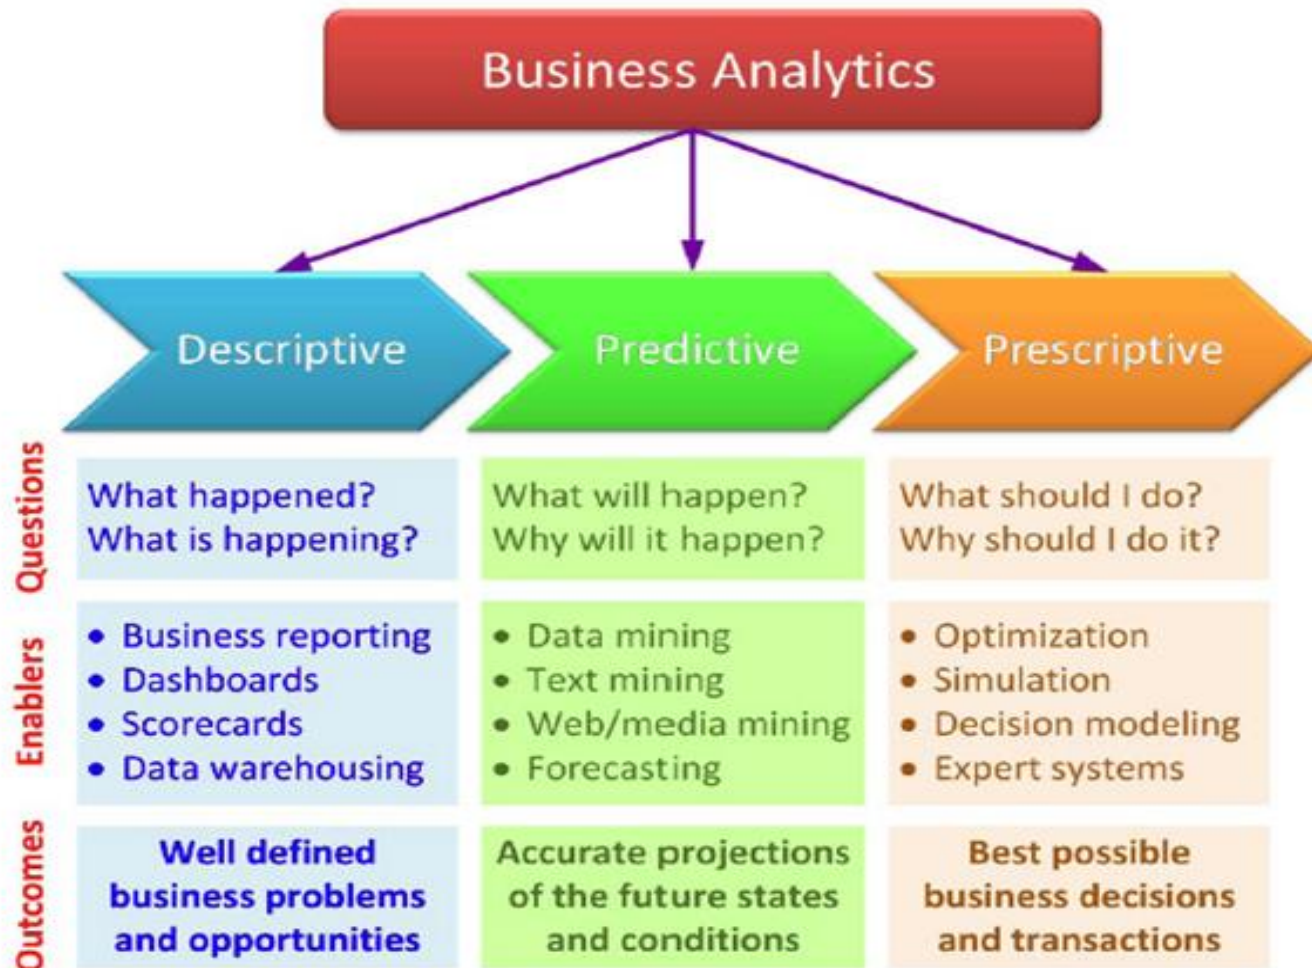 Business Analytics
Descriptive
Predictive
Prescriptive
Questions
What happened?
What is happening?
What will happen?
Why will it happen?
What should I do?
Why should I do it?
Enablers
• Business reporting
• Dashboards
• Scorecards
• Data warehousing
• Data mining
• Text mining
• Web/media mining
• Forecasting
• Optimization
• Simulation
• Decision modeling
• Expert systems
Outcomes
Well defined
business problems
and opportunities
Accurate projections
of the future states
and conditions
Best possible
business decisions
and transactions